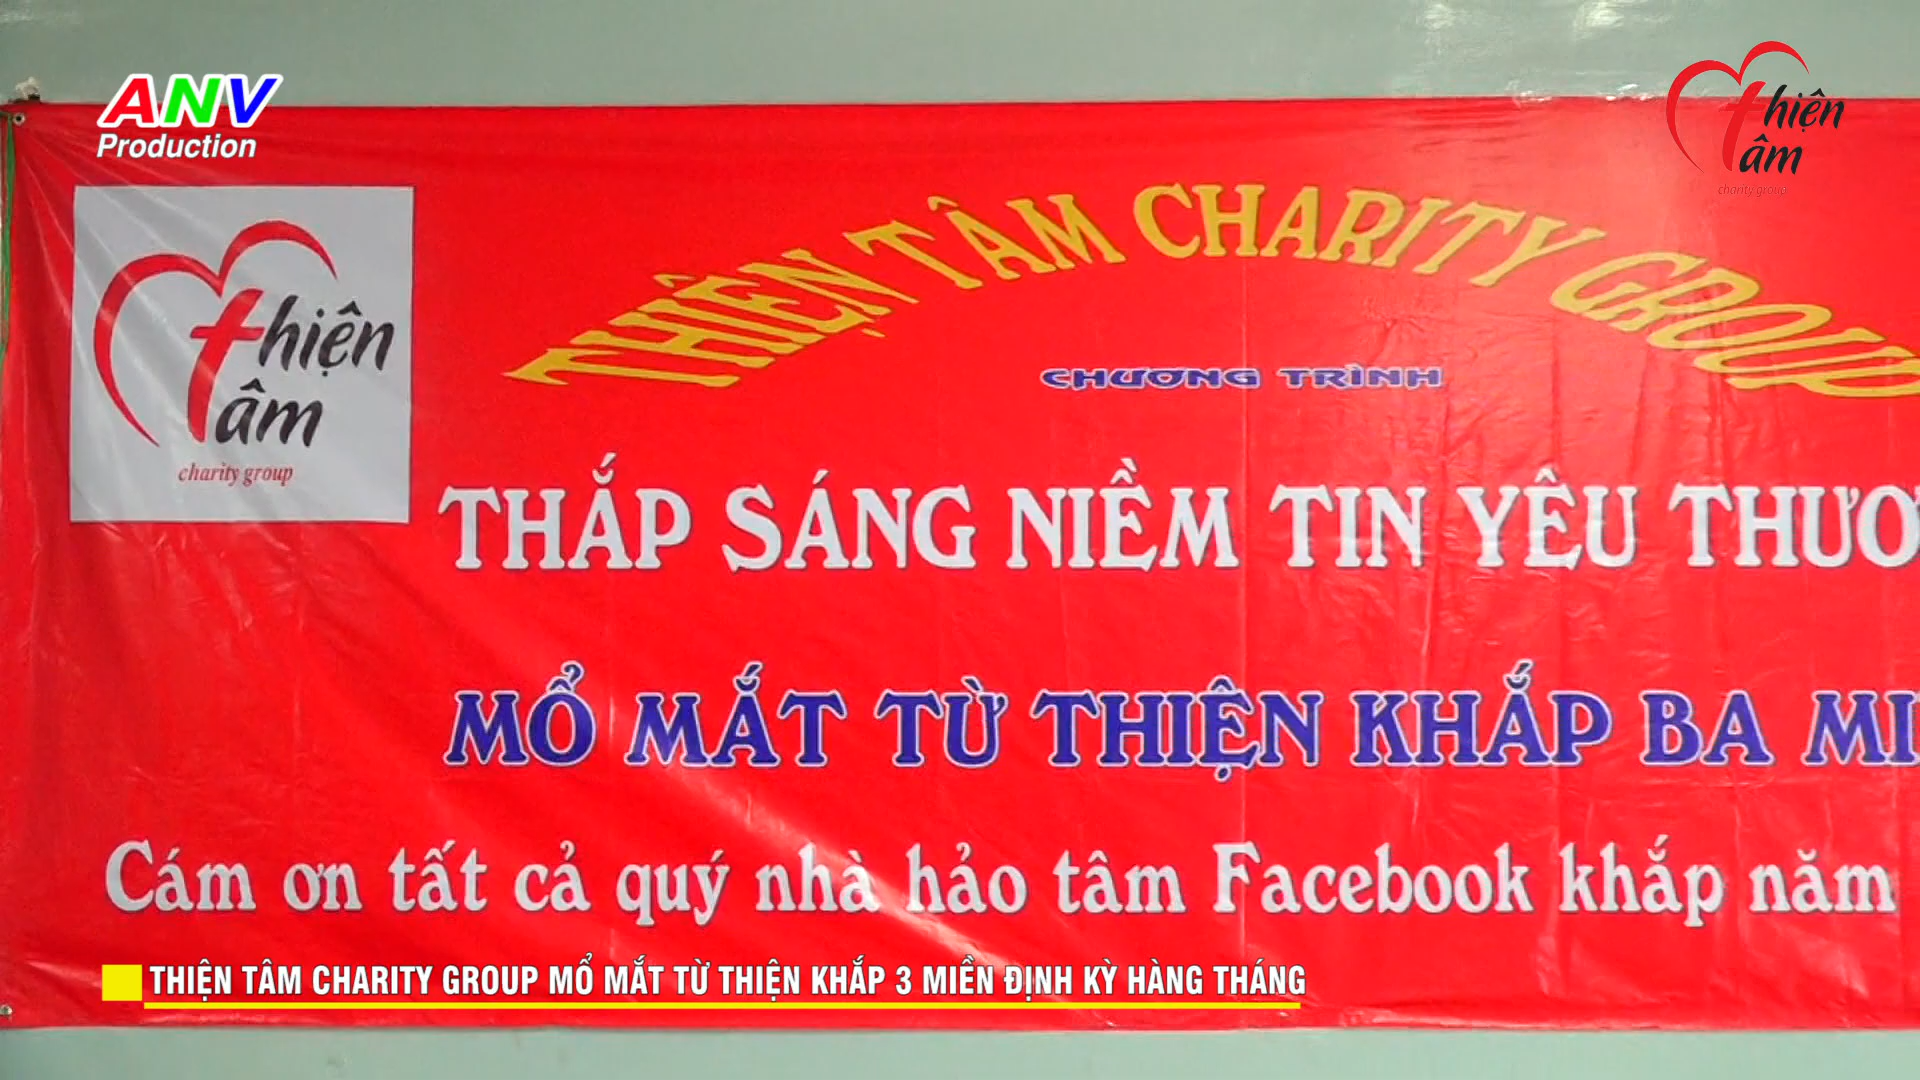 ANV
Production
thiện
tâm
charity group
thiện
tâm
charity group
THIỆN TÂM CHARITY GROUP
CHƯƠNG TRÌNH
THẮP SÁNG NIỀM TIN YÊU THƯƠ
MỔ MẮT TỪ THIỆN KHẮP BA MI
Cám ơn tất cả quý nhà hảo tâm Facebook khắp năm
THIỆN TÂM CHARITY GROUP MỔ MẮT TỪ THIỆN KHẮP 3 MIỀN ĐỊNH KỲ HÀNG THÁNG